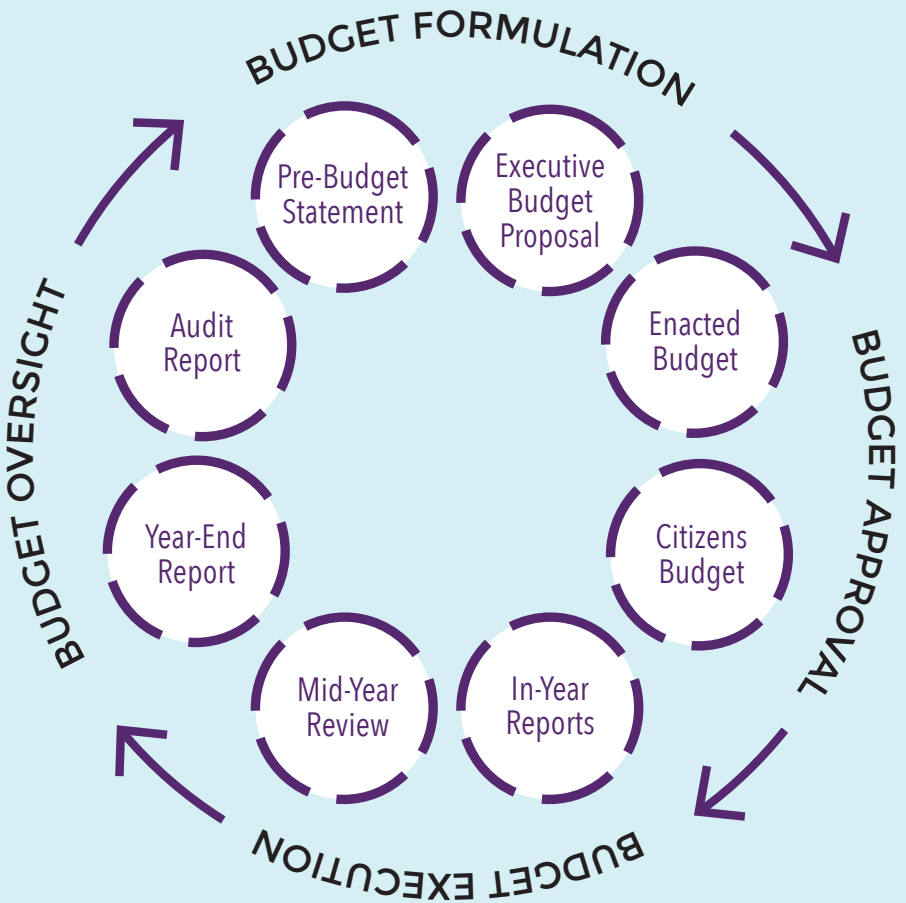 BUDGET FORMULATION
Pre-Budget
Statement
Executive
Budget
Proposal
Enacted
Budget
BUDGET APPROVAL
Citizens
Budget
In-Year
Reports
BUDGET EXECUTION
Mid-Year
Review
Year-End
Report
BUDGET OVERSIGHT
Audit
Report